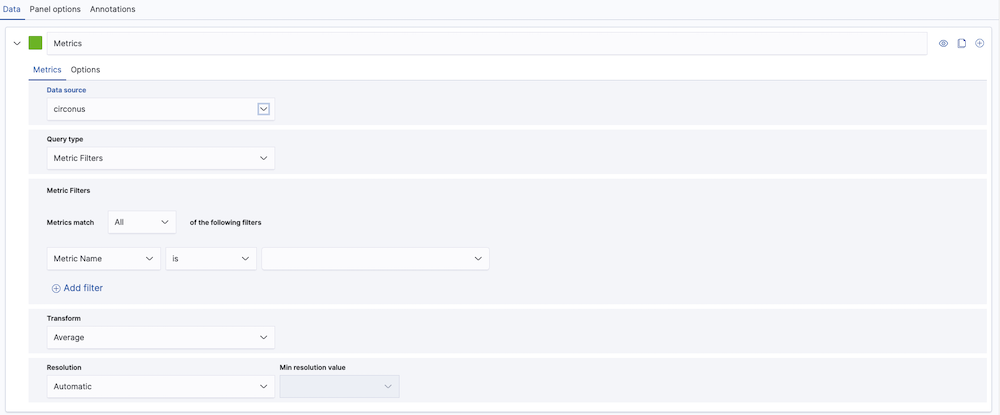 Data Panel options Annotations
Metrics
Metrics Options
Data source
circonus
Query type
Metric Filters
Metric Filters
Metrics match All of the following filters
Metric Name is
Add filter
Transform
Average
Resolution Min resolution value
Automatic